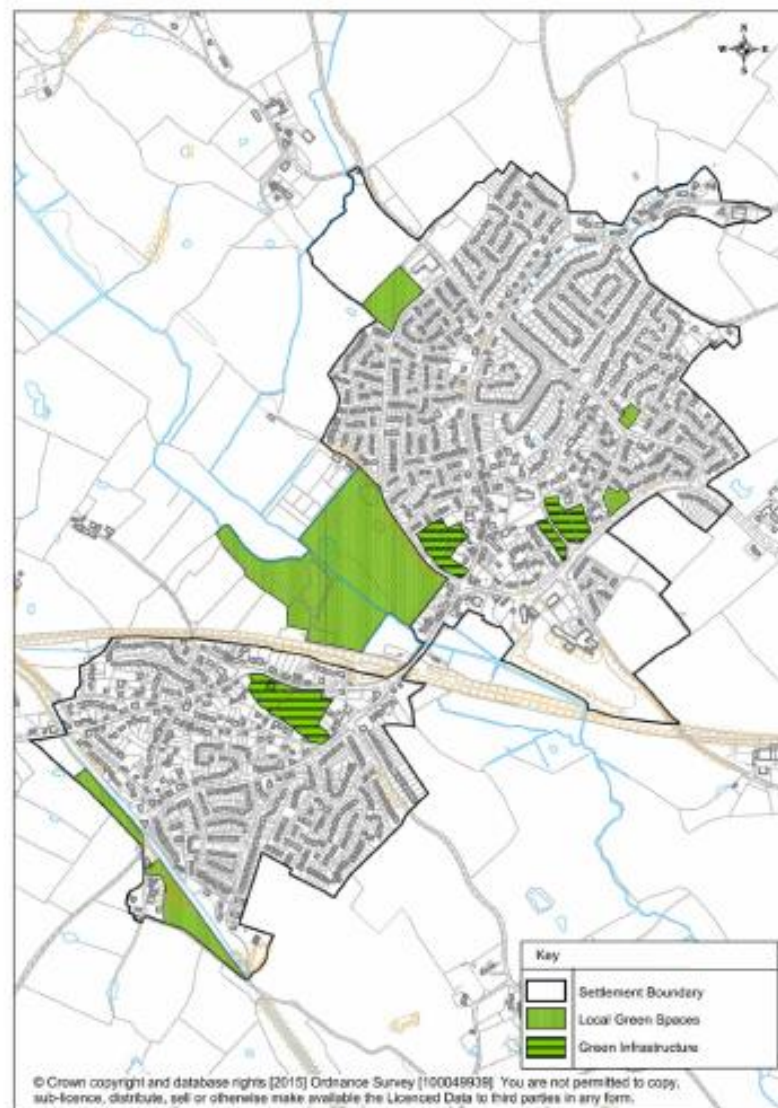 N
W E
S
Key
Settlement Boundary
Local Green Spaces
Green Infrastructure
© Crown copyright and database rights [2015] Ordnance Survey [100049939] You are not permitted to copy,
sub-licence, distribute, sell or otherwise make available the Licenced Data to third parties in any form.